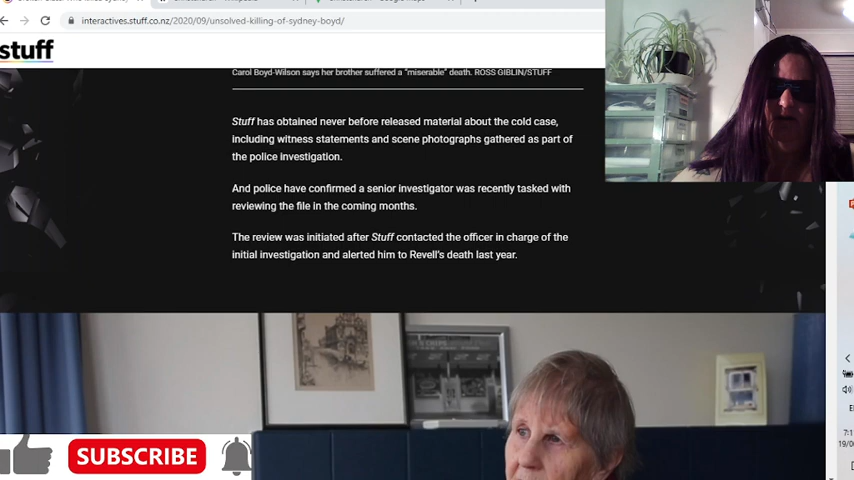 interactives.stuff.co.nz/2020/09/unsolved-killing-of-sydney-boyd/
stuff
Carol Boyd-Wilson says her brother suffered a "miserable" death. ROSS GIBLIN/STUFF
Stuff has obtained never before released material about the cold case,
including witness statements and scene photographs gathered as part of
the police investigation.
And police have confirmed a senior investigator was recently tasked with
reviewing the file in the coming months.
The review was initiated after Stuff contacted the officer in charge of the
initial investigation and alerted him to Revell's death last year.
SUBSCRIBE